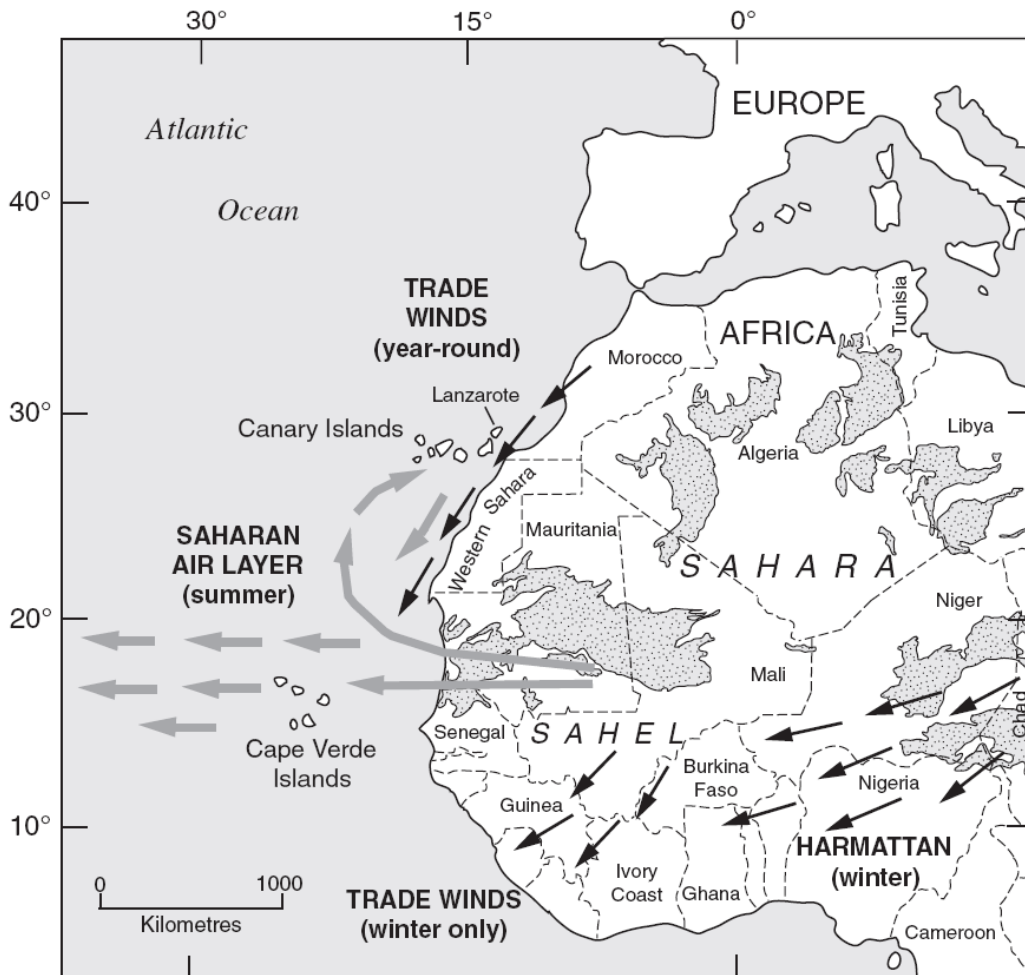 30° 15° 0°
EUROPE
Atlantic
Ocean
40°
TRADE
WINDS
(year-round)
AFRICA
Tunisia
Morocco
Lanzarote
30°
Canary Islands
Libya
Algeria
Western Sahara
Mauritania
SAHARAN
AIR LAYER
(summer)
SAHARA
20°
Niger
Mali
Chad
Senegal
SAHEL
Cape Verde
Islands
Burkina
Faso
Nigeria
Guinea
10°
HARMATTAN
(winter)
Ivory
Coast
Ghana
0 1000
Kilometres
TRADE WINDS
(winter only)
Cameroon